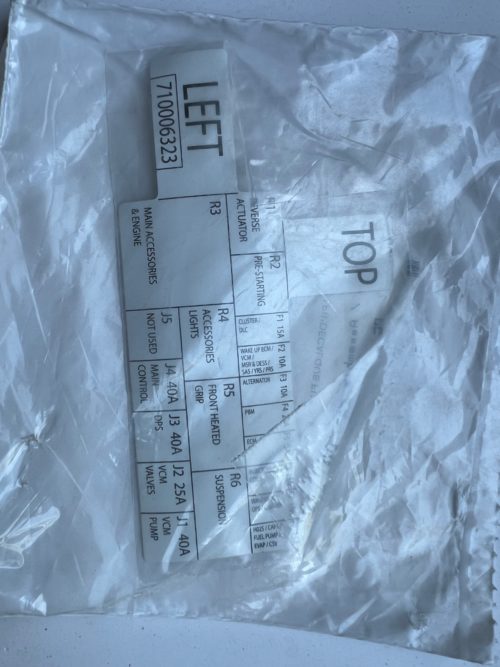 TOP
LEFT
710006323
R1
REVERSE
ACTUATOR
R2
PRE-STARTING
F1 15A
CLUSTER /
DLC
F2 10A
WAKE UP ECM /
VCM /
F3 10A
ALTERNATOR
F4
PBM
ECM
FUEL PUMP /
EVAP / CSV
R3
MAIN ACCESSORIES
& ENGINE
R4
ACCESSORIES
LIGHTS
R5
FRONT HEATED
GRIP
R6
SUSPENSION
J5
NOT USED
J4 40A
MAIN
CONTROL
J3 40A
DPS
J2 25A
VCM
VALVES
J1 40A
VCM
PUMP